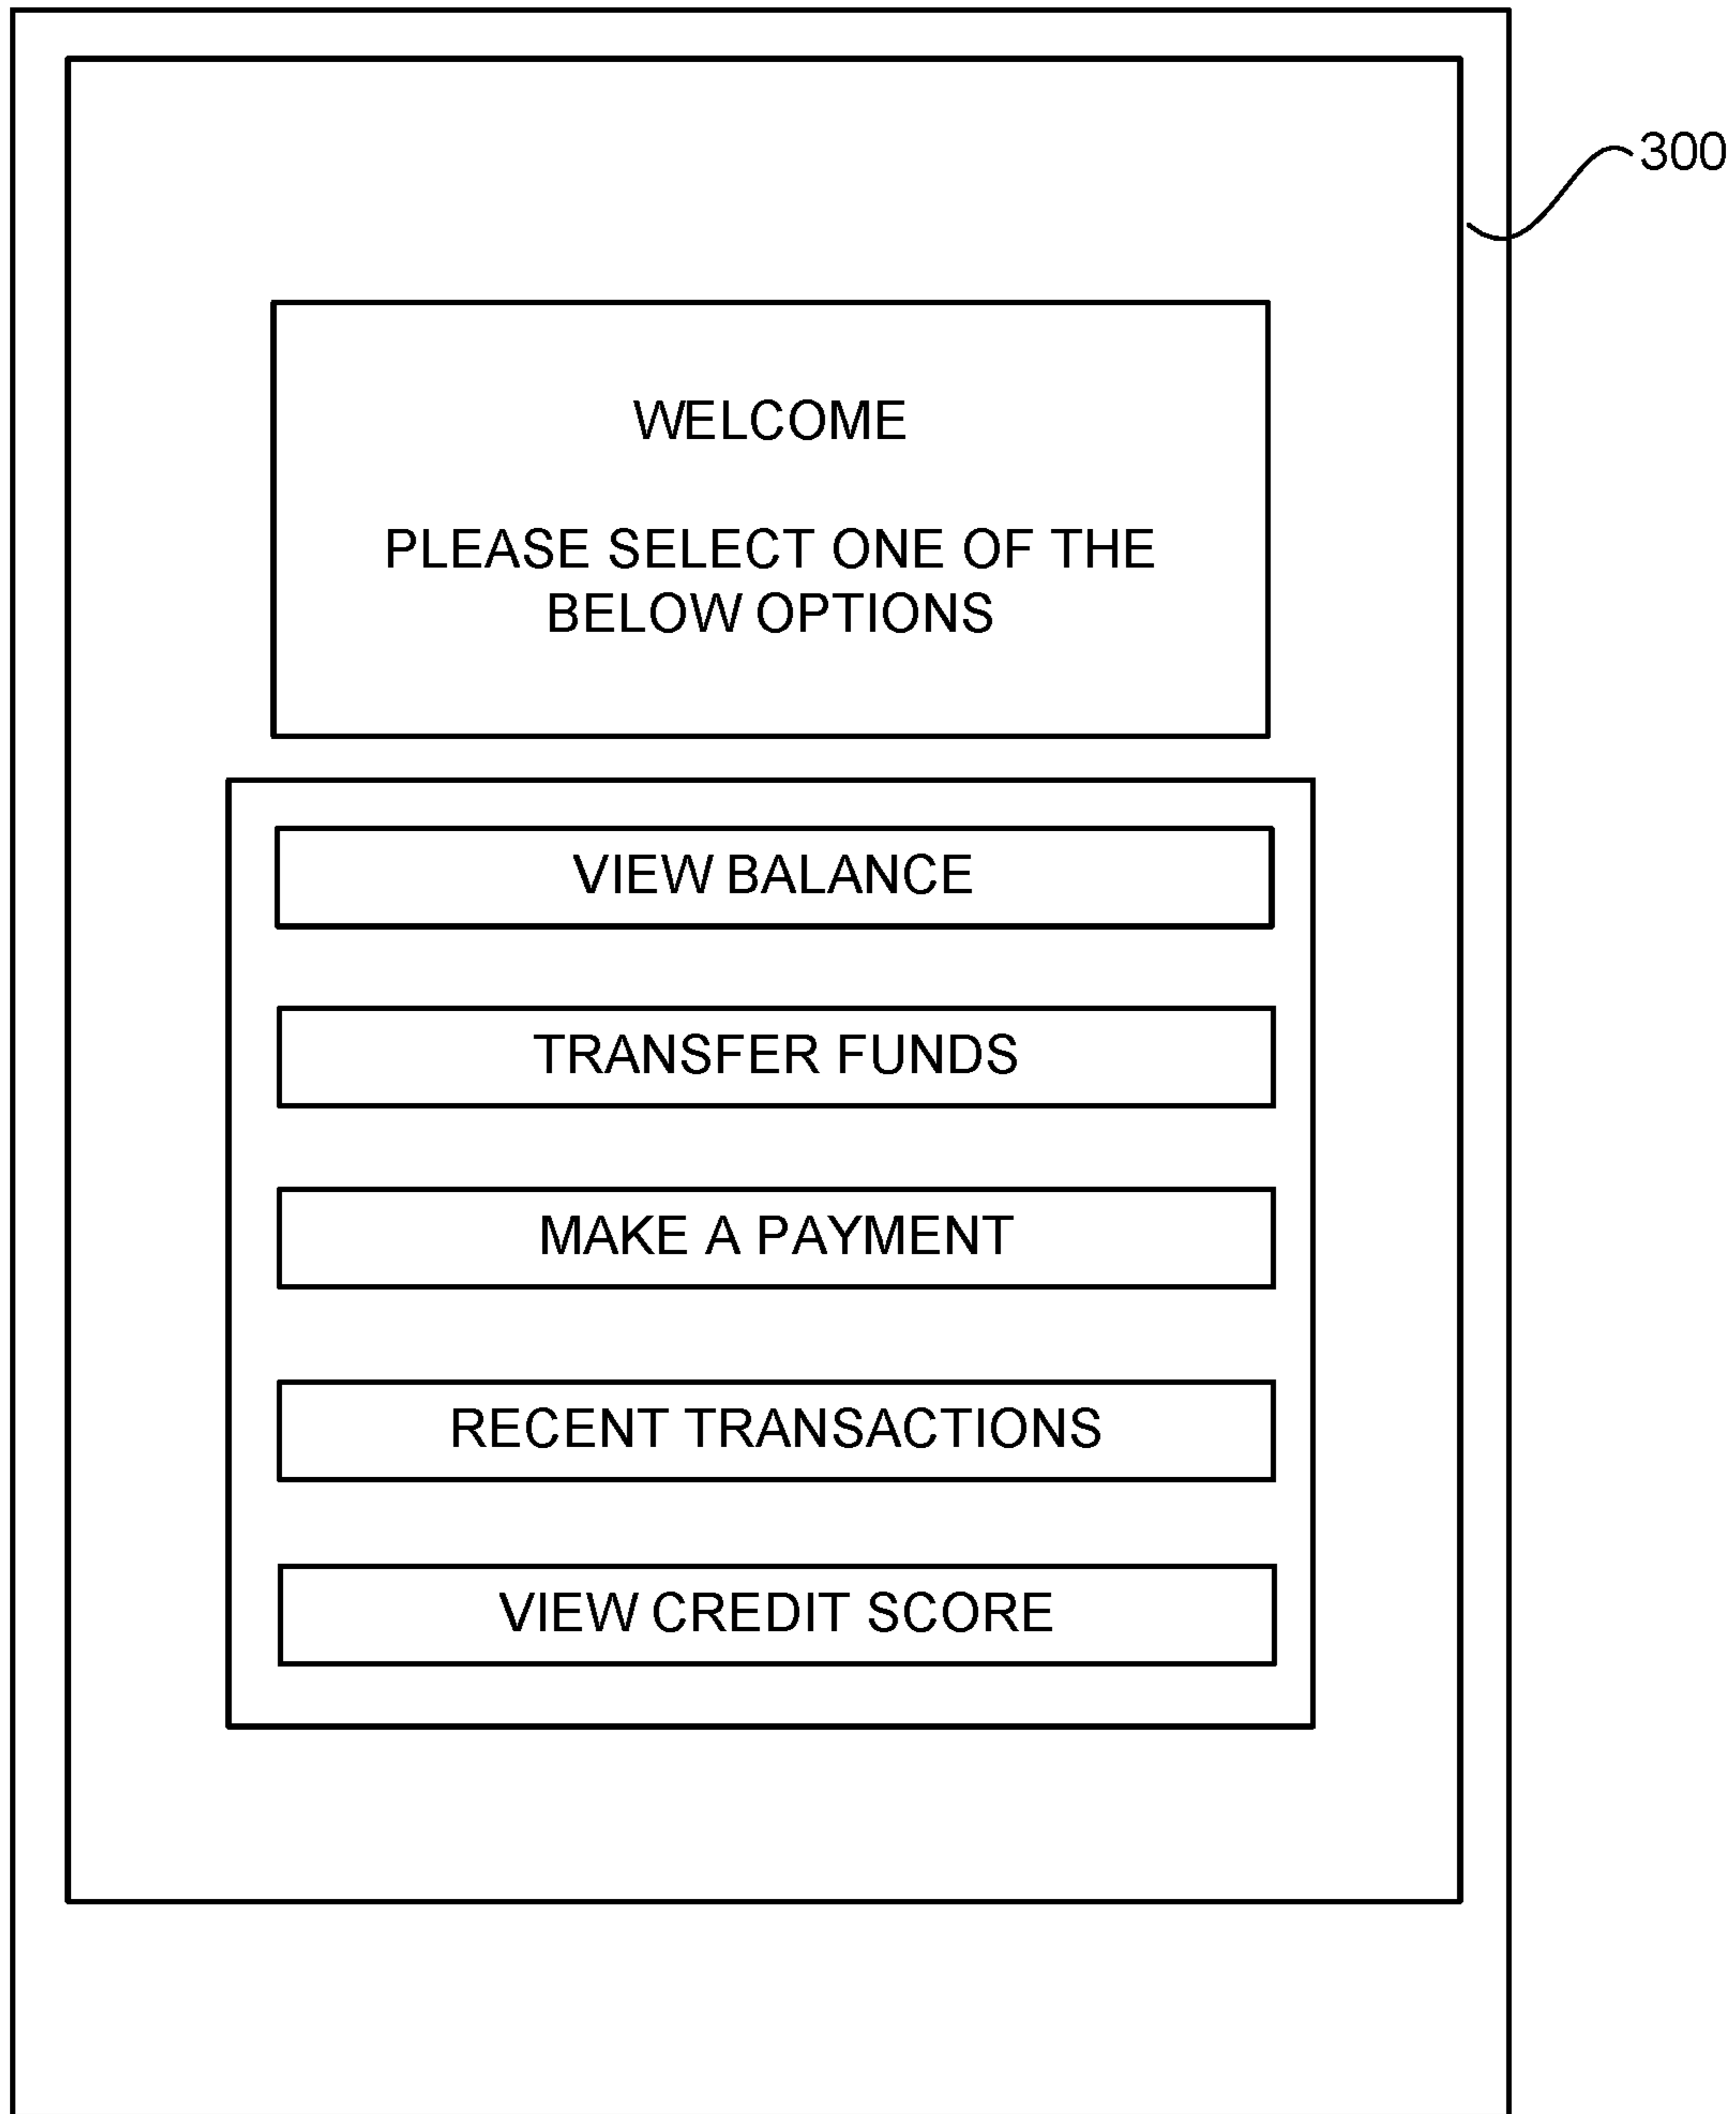 300
WELCOME
PLEASE SELECT ONE OF THE
BELOW OPTIONS
VIEW BALANCE
TRANSFER FUNDS
MAKE A PAYMENT
RECENT TRANSACTIONS
VIEW CREDIT SCORE